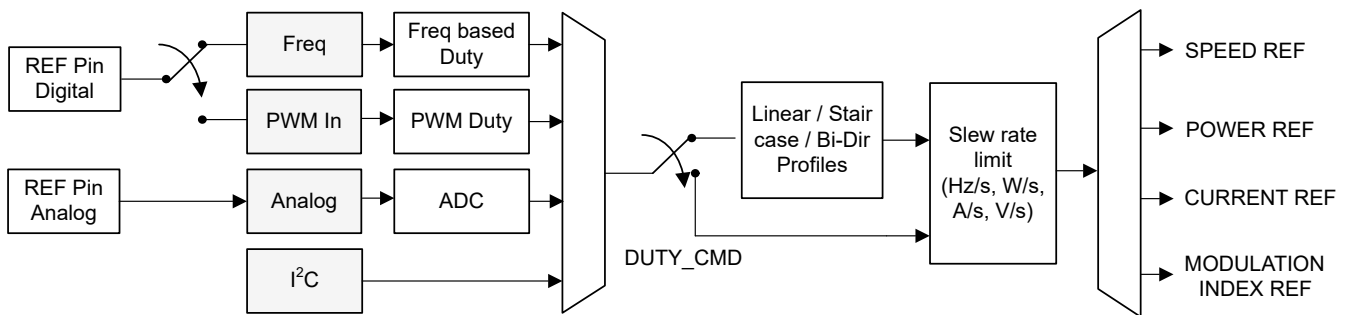 REF Pin
Digital
Freq
Freq based
Duty
PWM In
PWM Duty
REF Pin
Analog
Analog
ADC
I²C
DUTY_CMD
Linear / Stair
case / Bi-Dir
Profiles
Slew rate
limit
(Hz/s, W/s,
A/s, V/s)
SPEED REF
POWER REF
CURRENT REF
MODULATION
INDEX REF